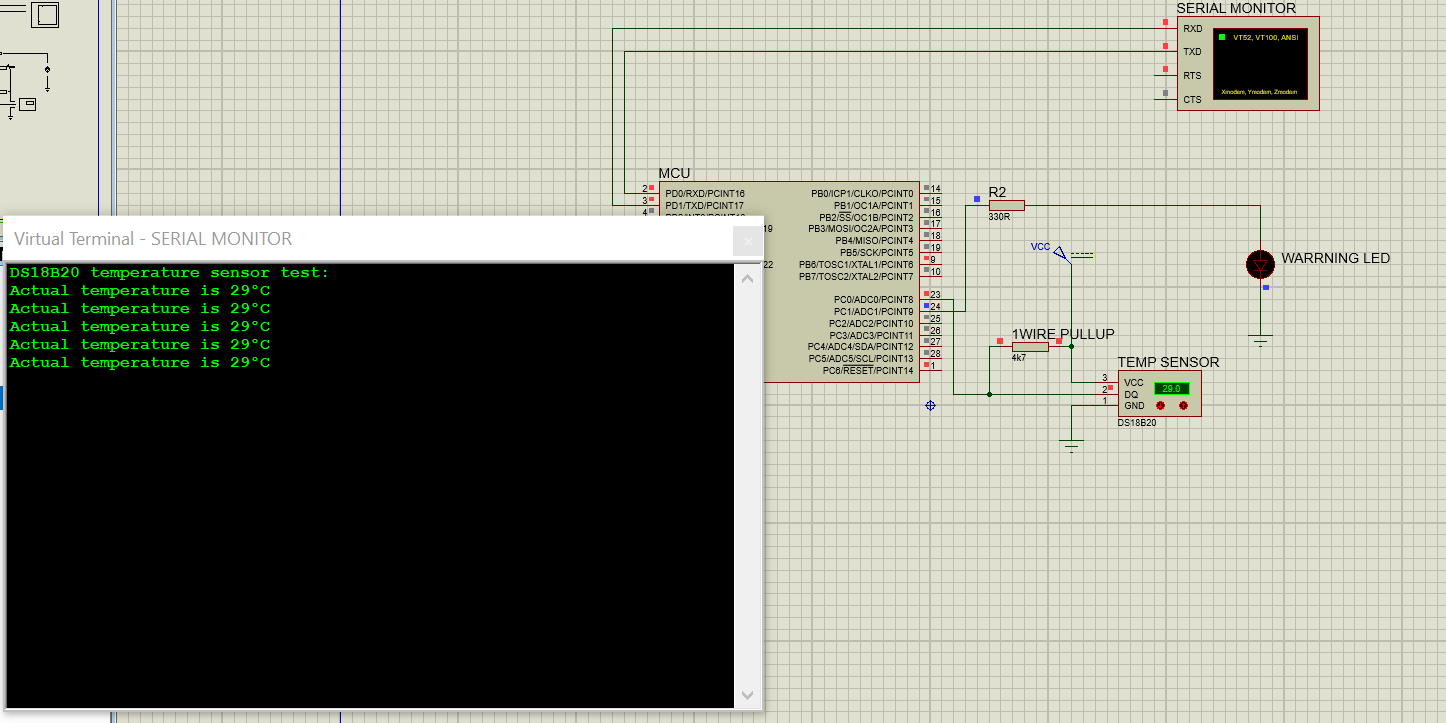 SERIAL MONITOR
RXD
TXD
RTS
CTS
VT52, VT100, ANSI
Xmodem, Ymodem, Zmodem
MCU
2
3
4
PD0/RXD/PCINT16
PD1/TXD/PCINT17
19
22
PB0/ICP1/CLKO/PCINT0
PB1/OC1A/PCINT1
PB2/SS/OC1B/PCINT2
PB3/MOSI/OC2A/PCINT3
PB4/MISO/PCINT4
PB5/SCK/PCINT5
PB6/TOSC1/XTAL1/PCINT6
PB7/TOSC2/XTAL2/PCINT7
PC0/ADC0/PCINT8
PC1/ADC1/PCINT9
PC2/ADC2/PCINT10
PC3/ADC3/PCINT11
PC4/ADC4/SDA/PCINT12
PC5/ADC5/SCL/PCINT13
PC6/RESET/PCINT14
14
15
16
17
18
19
9
10
23
24
25
26
27
28
1
R2
330R
VCC
WARRNING LED
1WIRE PULLUP
4k7
TEMP SENSOR
3
2
1
VCC
DQ
GND
29.0
DS18B20
Virtual Terminal - SERIAL MONITOR
DS18B20 temperature sensor test:
Actual temperature is 29°C
Actual temperature is 29°C
Actual temperature is 29°C
Actual temperature is 29°C
Actual temperature is 29°C